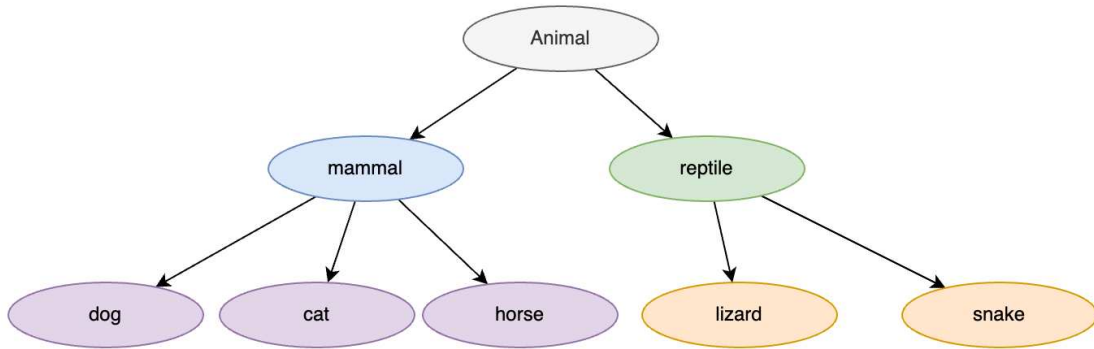 Animal
mammal
reptile
dog
cat
horse
lizard
snake